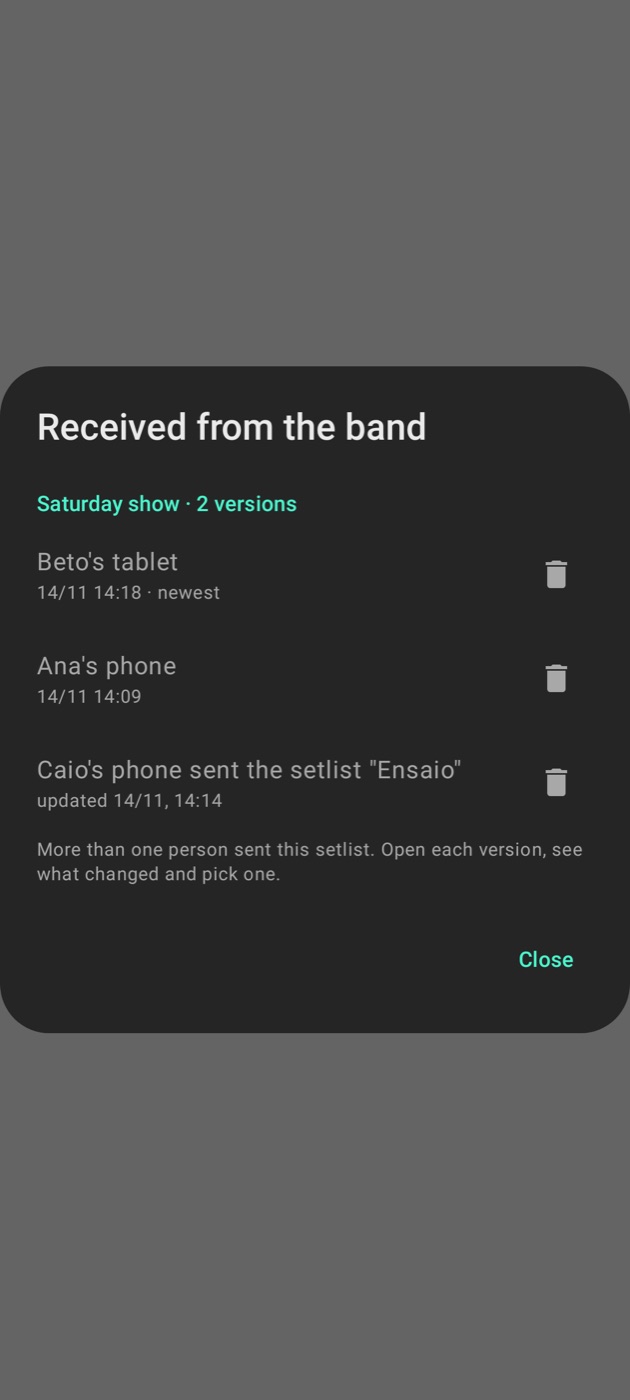 Received from the band
Saturday show · 2 versions
Beto's tablet
14/11 14:18 · newest
Ana's phone
14/11 14:09
Caio's phone sent the setlist "Ensaio"
updated 14/11, 14:14
More than one person sent this setlist. Open each version, see
what changed and pick one.
Close